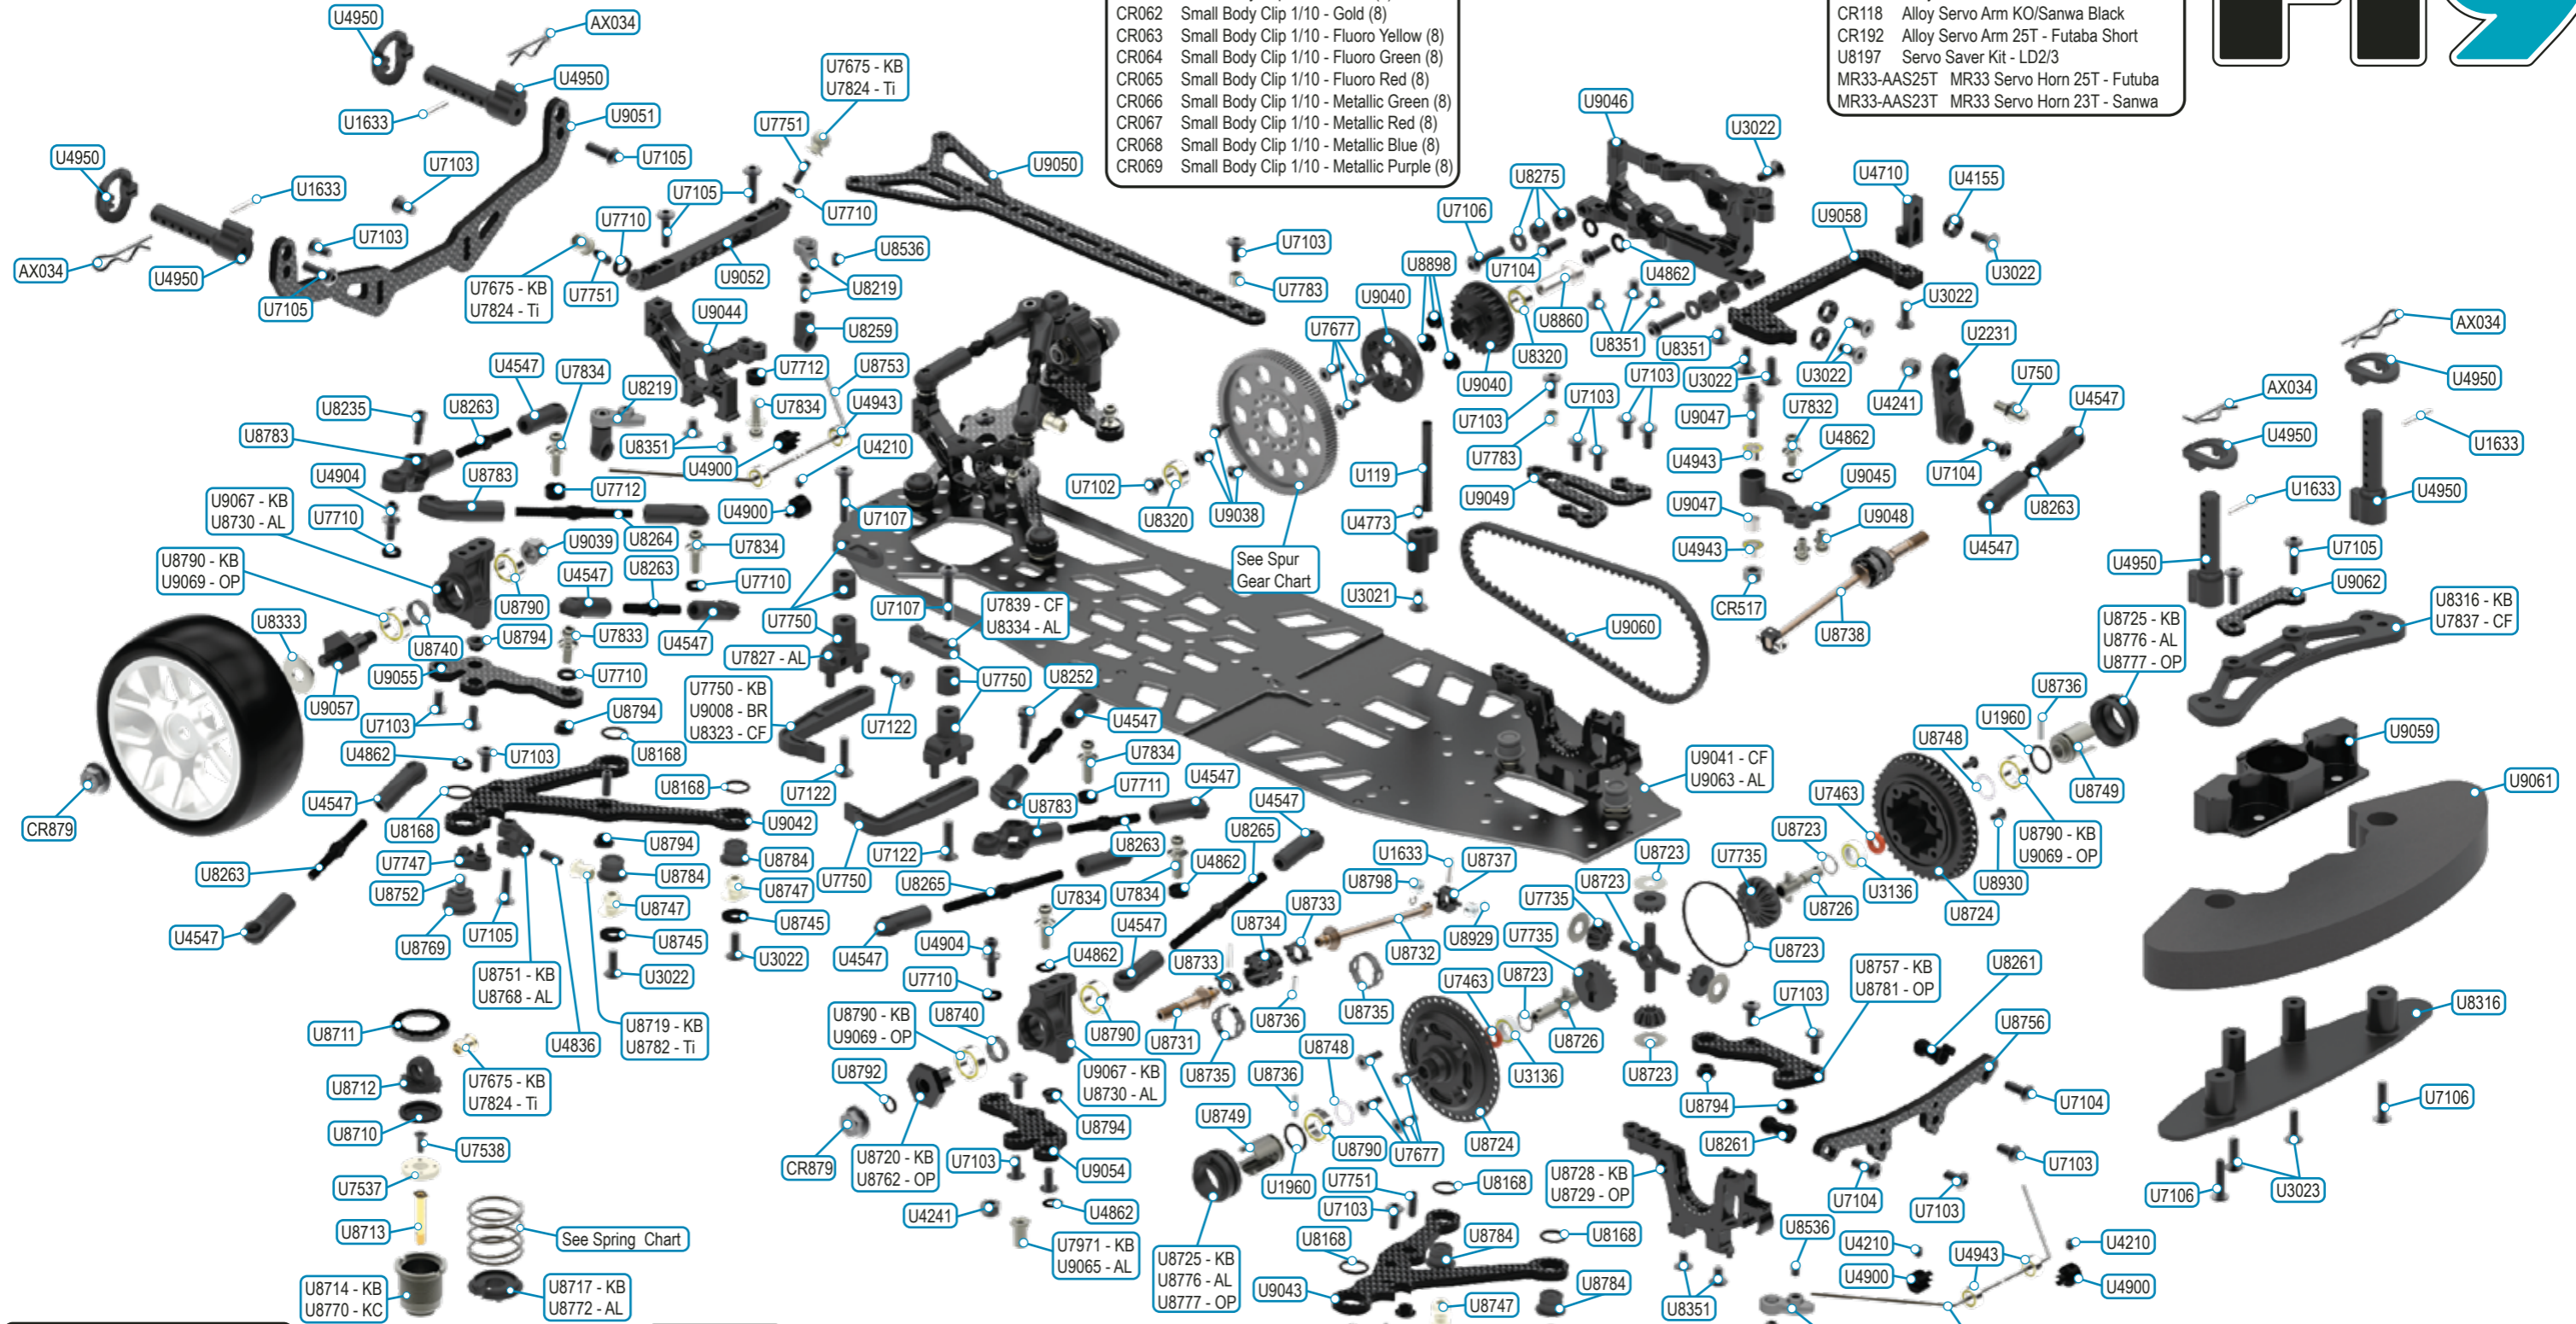 CR062 Small Body Clip 1/10 - Gold (8)
CR063 Small Body Clip 1/10 - Fluoro Yellow (8)
CR064 Small Body Clip 1/10 - Fluoro Green (8)
CR065 Small Body Clip 1/10 - Fluoro Red (8)
CR066 Small Body Clip 1/10 - Metallic Green (8)
CR067 Small Body Clip 1/10 - Metallic Red (8)
CR068 Small Body Clip 1/10 - Metallic Blue (8)
CR069 Small Body Clip 1/10 - Metallic Purple (8)
CR118 Alloy Servo Arm KO/Sanwa Black
CR192 Alloy Servo Arm 25T - Futaba Short
U8197 Servo Saver Kit - LD2/3
MR33-AAS25T MR33 Servo Horn 25T - Futuba
MR33-AAS23T MR33 Servo Horn 23T - Sanwa
U4950
AX034
U4950
U1633
U9051
U7105
U4950
U1633
U7103
U7103
AX034
U4950
U7105
U7675 - KB
U7824 - Ti
U7751
U7105
U7710
U7710
U9052
U7675 - KB
U7824 - Ti
U7751
U9050
U8536
U8219
U8259
U9044
U7712
U8753
U7834
U4943
U4210
U8351
U4900
U4900
U8219
U4547
U7834
U8235
U8263
U8783
U4904
U8783
U7712
U9067 - KB
U8730 - AL
U7710
U9039
U8264
U7834
U8790 - KB
U9069 - OP
U4547
U8263
U7710
U8790
U8333
U8740
U8794
U7833
U4547
U9055
U7710
U9057
U7103
U8794
U4862
U7103
U8168
U4547
U8168
U8168
U9042
CR879
U8263
U7747
U8794
U8784
U8784
U8752
U8747
U8747
U8769
U7105
U8745
U8745
U4547
U3022
U3022
U8751 - KB
U8768 - AL
U8719 - KB
U8782 - Ti
U4836
U8711
U8712
U7675 - KB
U7824 - Ti
U8710
U7538
U7537
U8713
See Spring Chart
U8714 - KB
U8770 - KC
U8717 - KB
U8772 - AL
U7107
U7107
U7839 - CF
U8334 - AL
U7750
U7827 - AL
U7750
U7750 - KB
U9008 - BR
U8323 - CF
U7122
U7122
U8252
U4547
U7834
U7711
U4547
U8783
U7122
U8263
U7750
U8265
U4547
U8265
U4862
U7834
U7834
U4547
U4904
U4547
U4862
U7710
U8790 - KB
U9069 - OP
U8740
U8790
U8792
U9067 - KB
U8730 - AL
CR879
U8720 - KB
U8762 - OP
U8794
U7103
U9054
U4241
U4862
U7971 - KB
U9065 - AL
U7103
U7783
U7106
U8275
U9046
U3022
U8898
U7104
U4862
U9040
U8860
U8351
U8351
U7677
U8320
U9040
U7102
U8320
U9038
See Spur
Gear Chart
U4710
U4155
U9058
U3022
U3022
U3022
U3022
U2231
U750
U4241
U4547
U7104
U8263
U4547
U7103
U7103
U7103
U7783
U9049
U119
U4773
U3021
U9047
U7832
U4862
U4943
U9045
U9047
U9048
U4943
CR517
U8738
U9060
AX034
U4950
AX034
U4950
U1633
U1633
U4950
U4950
U7105
U9062
U8316 - KB
U7837 - CF
U8725 - KB
U8776 - AL
U8777 - OP
U8736
U1960
U8748
U8749
U9059
U9061
U9041 - CF
U9063 - AL
U7463
U8790 - KB
U9069 - OP
U8723
U8930
U3136
U8724
U1633
U8737
U8798
U8723
U7735
U8723
U8726
U8929
U7735
U8723
U8734
U8733
U8733
U8732
U7735
U8735
U7463
U8723
U8736
U8731
U8735
U8726
U3136
U8723
U8748
U8736
U8749
U8790
U7677
U8724
U1960
U8725 - KB
U8776 - AL
U8777 - OP
U7751
U8168
U7103
U8168
U8784
U8168
U9043
U8784
U8747
U8757 - KB
U8781 - OP
U8261
U7103
U8756
U7104
U8794
U8261
U7103
U7104
U7103
U8728 - KB
U8729 - OP
U8351
U8536
U4210
U4943
U4210
U4900
U4900
U8316
U7106
U3023
U7106